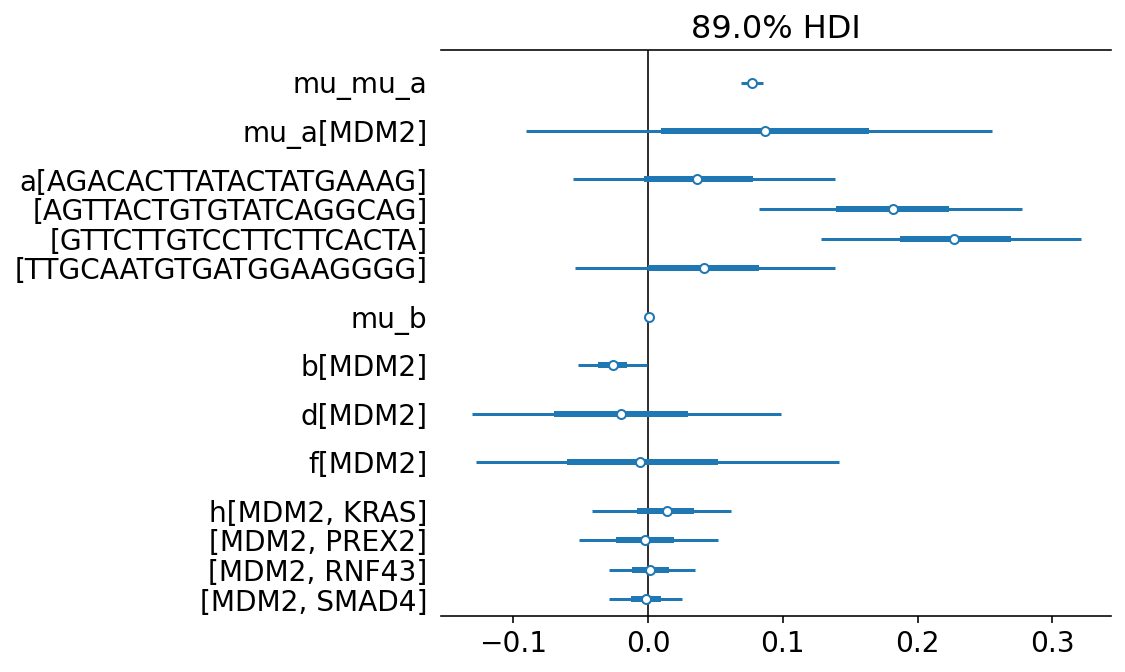 89.0% HDI
mu_mu_a
mu_a[MDM2]
a[AGACACTTATACTATGAAAG]
[AGTTACTGTGTATCAGGCAG]
[GTTCTTGTCCTTCTTCACTA]
[TTGCAATGTGATGGAAGGGG]
mu_b
b[MDM2]
d[MDM2]
f[MDM2]
h[MDM2, KRAS]
[MDM2, PREX2]
[MDM2, RNF43]
[MDM2, SMAD4]
−0.1 0.0 0.1 0.2 0.3